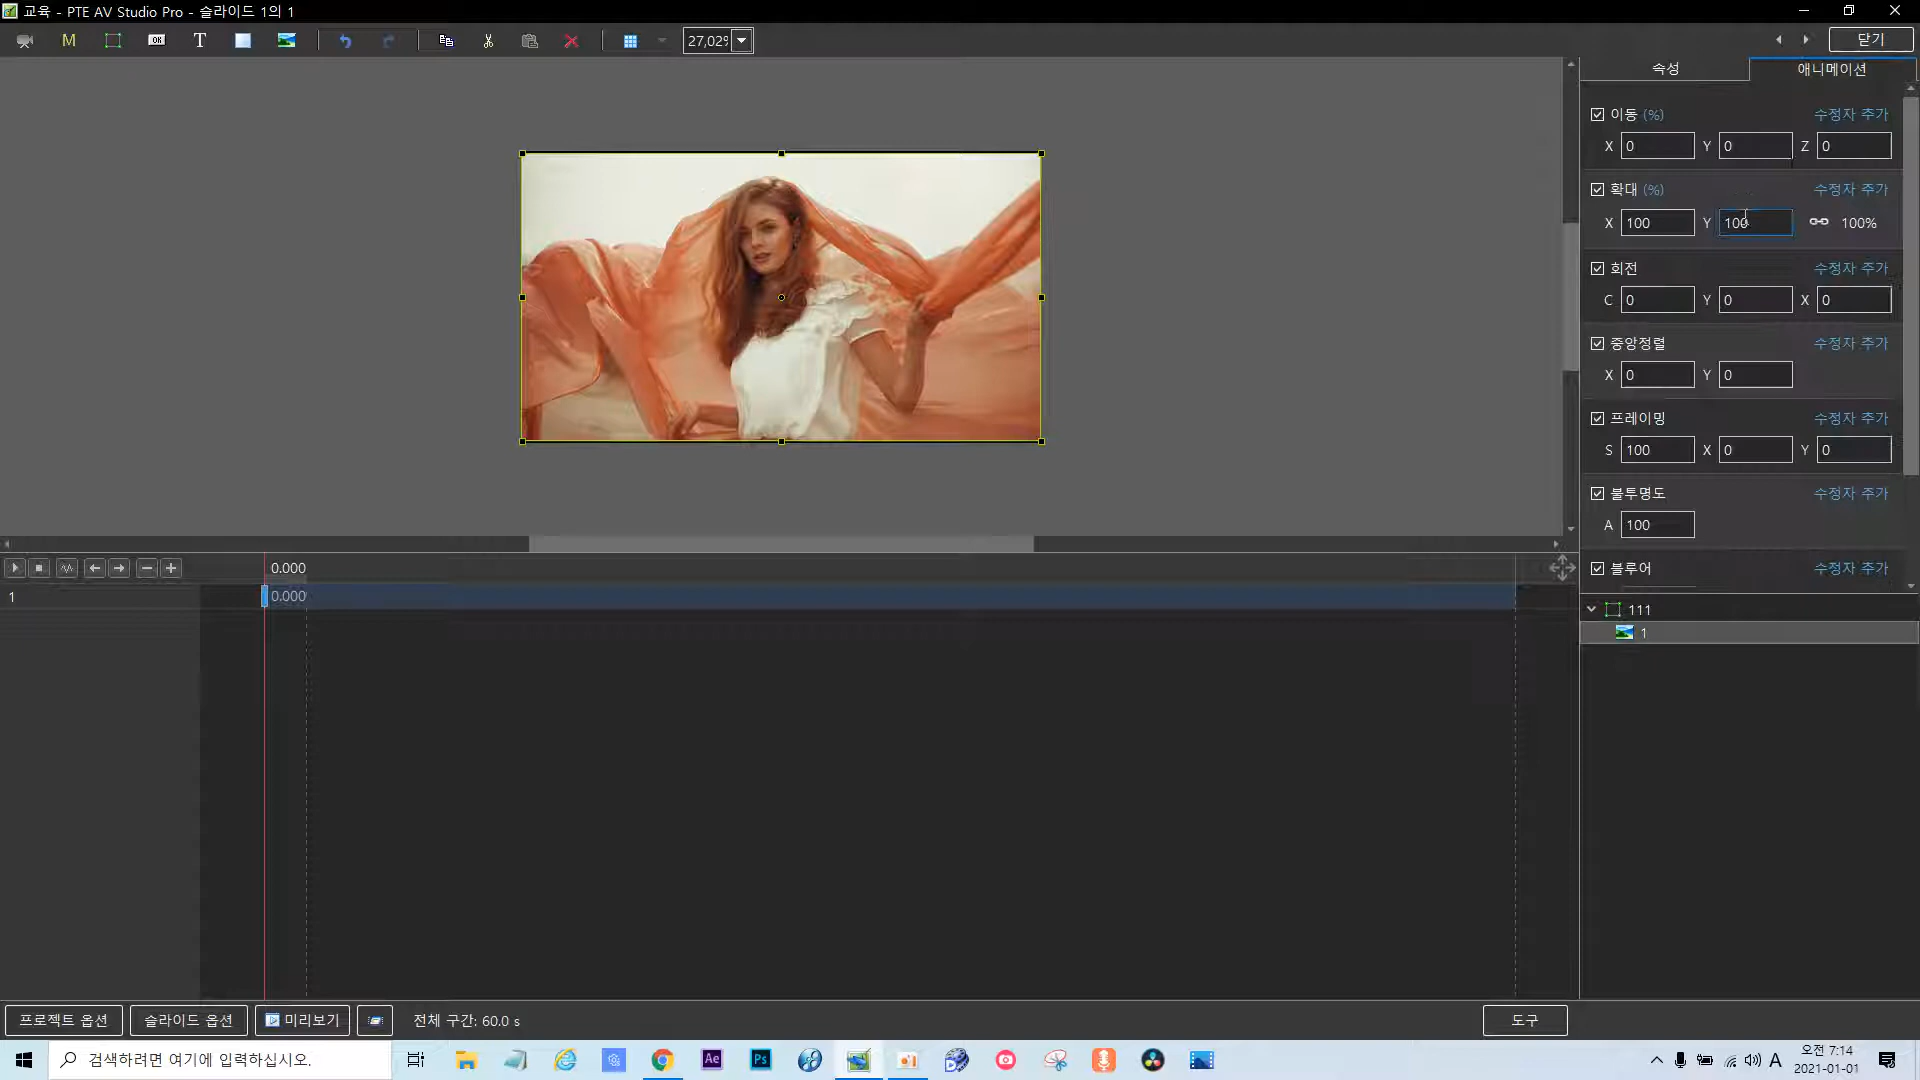 교육 - PTE AV Studio Pro - 슬라이드 1의 1
M
OK
T
27,02%
닫기
속성
애니메이션
이동 (%)
수정자 추가
X 0 Y 0 Z 0
확대 (%)
수정자 추가
X 100 Y 100 100%
회전
수정자 추가
C 0 Y 0 X 0
중앙정렬
수정자 추가
X 0 Y 0
프레이밍
수정자 추가
S 100 X 0 Y 0
불투명도
수정자 추가
A 100
블루어
수정자 추가
0.000
1
0.000
111
1
프로젝트 옵션
슬라이드 옵션
미리보기
전체 구간: 60.0 s
도구
검색하려면 여기에 입력하십시오.
Ae
Ps
A
오전 7:14
2021-01-01